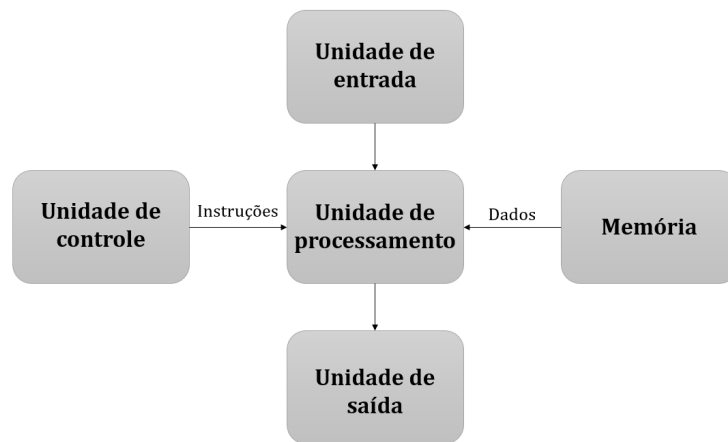 Unidade de
entrada
Unidade de
controle
Instruções
Unidade de
processamento
Dados
Memória
Unidade de
saída